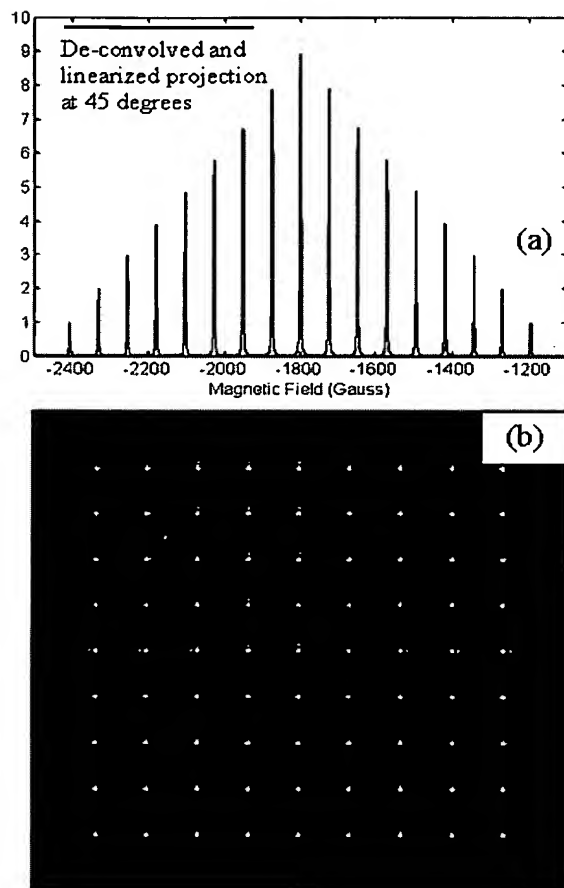 10
9
8
7
6
5
4
3
2
1
0
De-convolved and
linearized projection
at 45 degrees
(a)
-2400 -2200 -2000 -1800 -1600 -1400 -1200
Magnetic Field (Gauss)
(b)